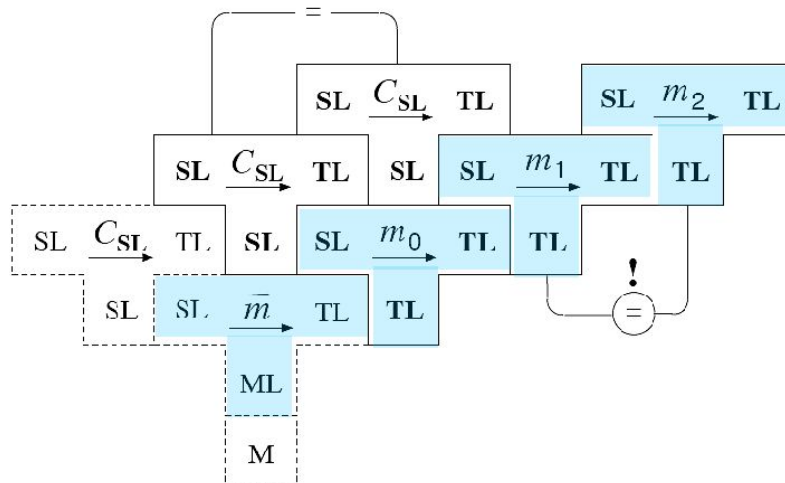 =
SL C_SL TL SL m_2 TL
SL C_SL TL SL SL m_1 TL TL
SL C_SL TL SL SL m_0 TL TL !
SL SL m̄ TL TL =
ML
M